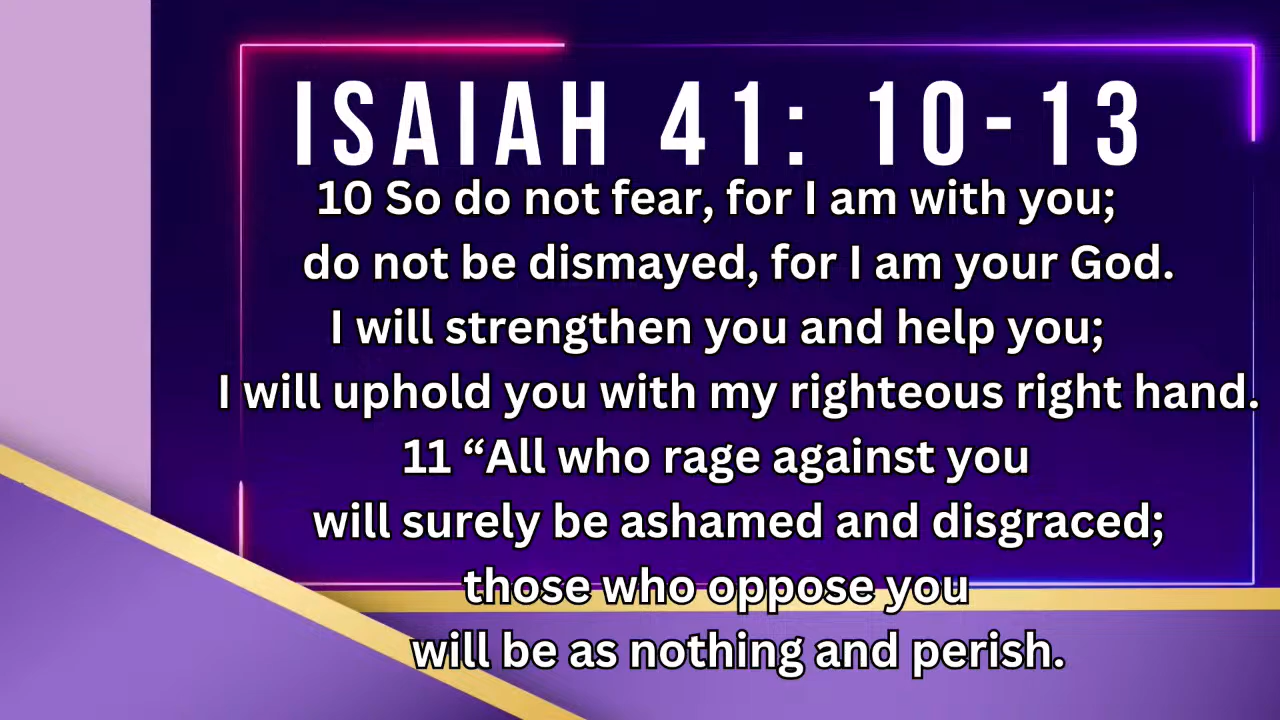 ISAIAH 41: 10-13
10 So do not fear, for I am with you;
do not be dismayed, for I am your God.
I will strengthen you and help you;
I will uphold you with my righteous right hand.
11 “All who rage against you
will surely be ashamed and disgraced;
those who oppose you
will be as nothing and perish.